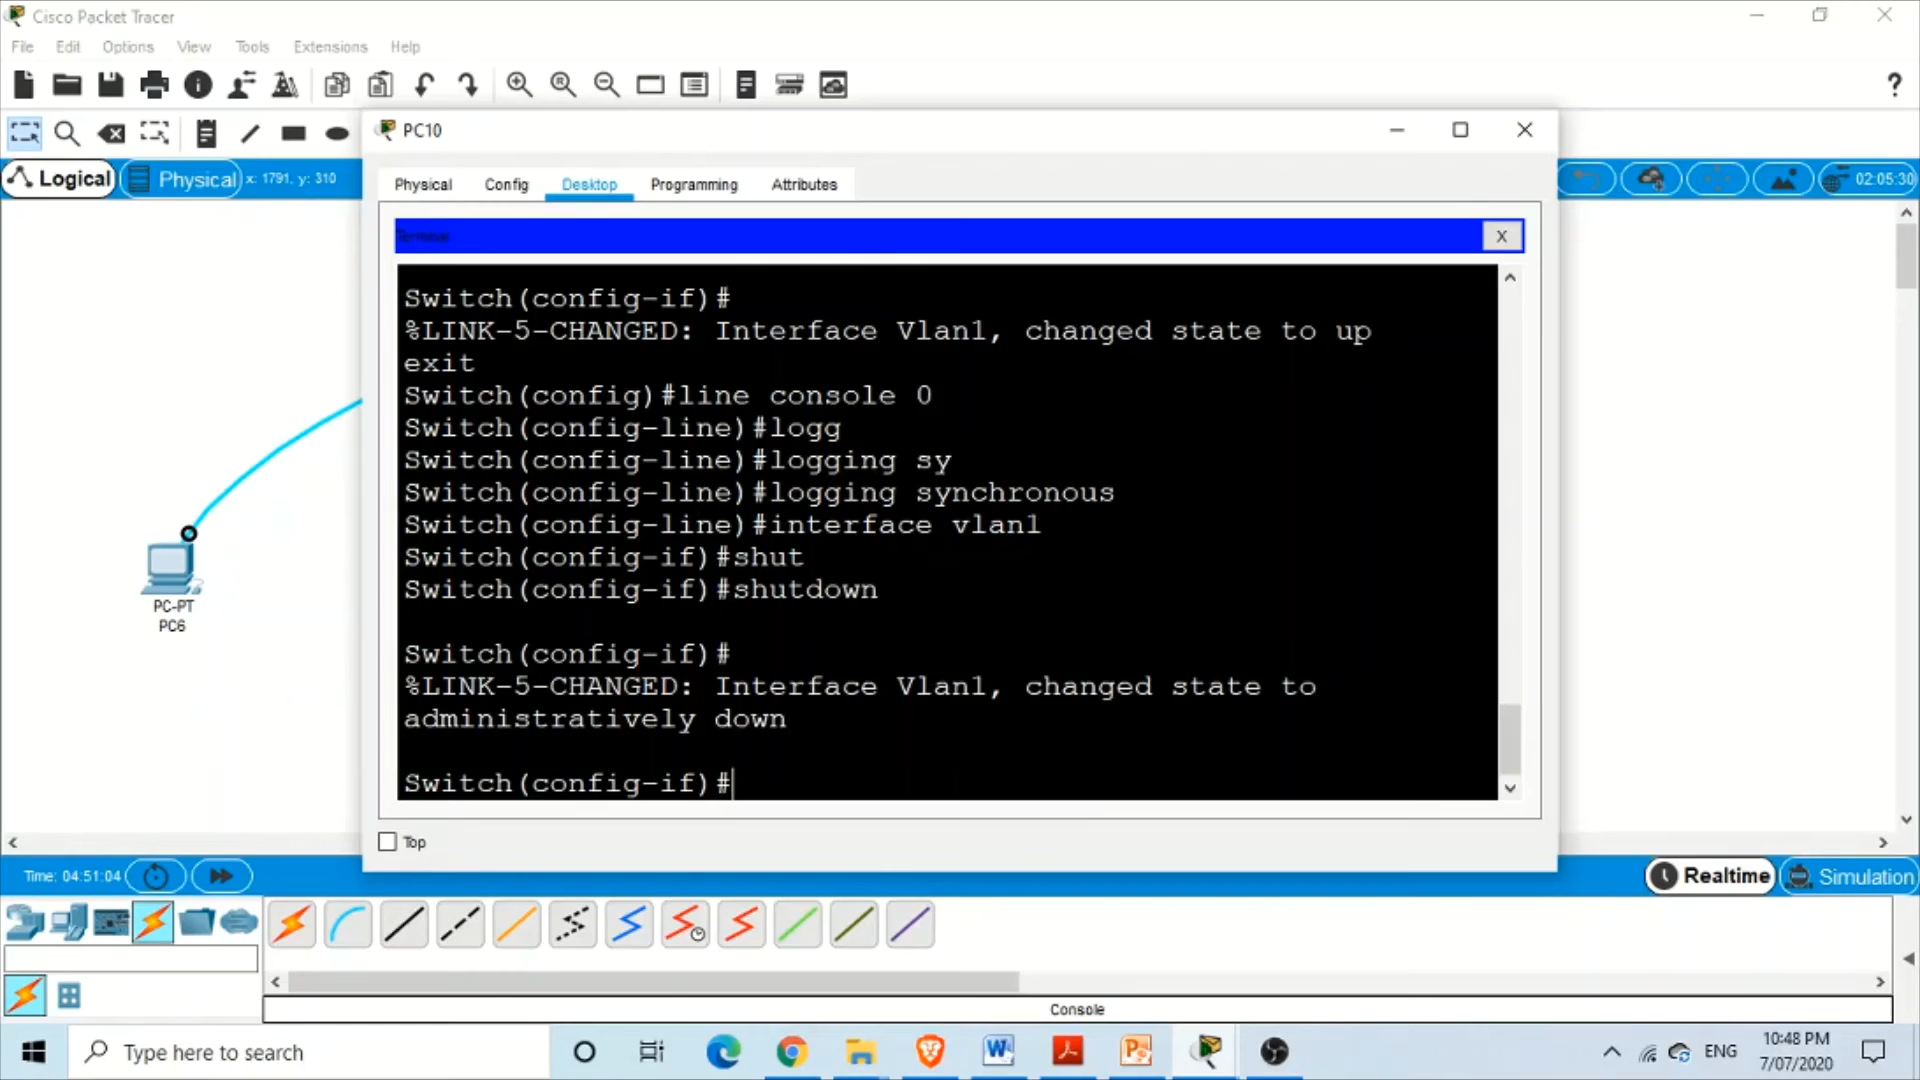 Cisco Packet Tracer
File Edit Options View Tools Extensions Help
?
PC10
Logical Physical x: 1791, y: 310
02:05:30
Physical Config Desktop Programming Attributes
Terminal
X
Switch(config-if)#
%LINK-5-CHANGED: Interface Vlan1, changed state to up
exit
Switch(config)#line console 0
Switch(config-line)#logg
Switch(config-line)#logging sy
Switch(config-line)#logging synchronous
Switch(config-line)#interface vlan1
Switch(config-if)#shut
Switch(config-if)#shutdown
Switch(config-if)#
%LINK-5-CHANGED: Interface Vlan1, changed state to
administratively down
Switch(config-if)#
PC-PT
PC6
Top
Time: 04:51:04
Realtime Simulation
Console
Type here to search
ENG
10:48 PM
7/07/2020